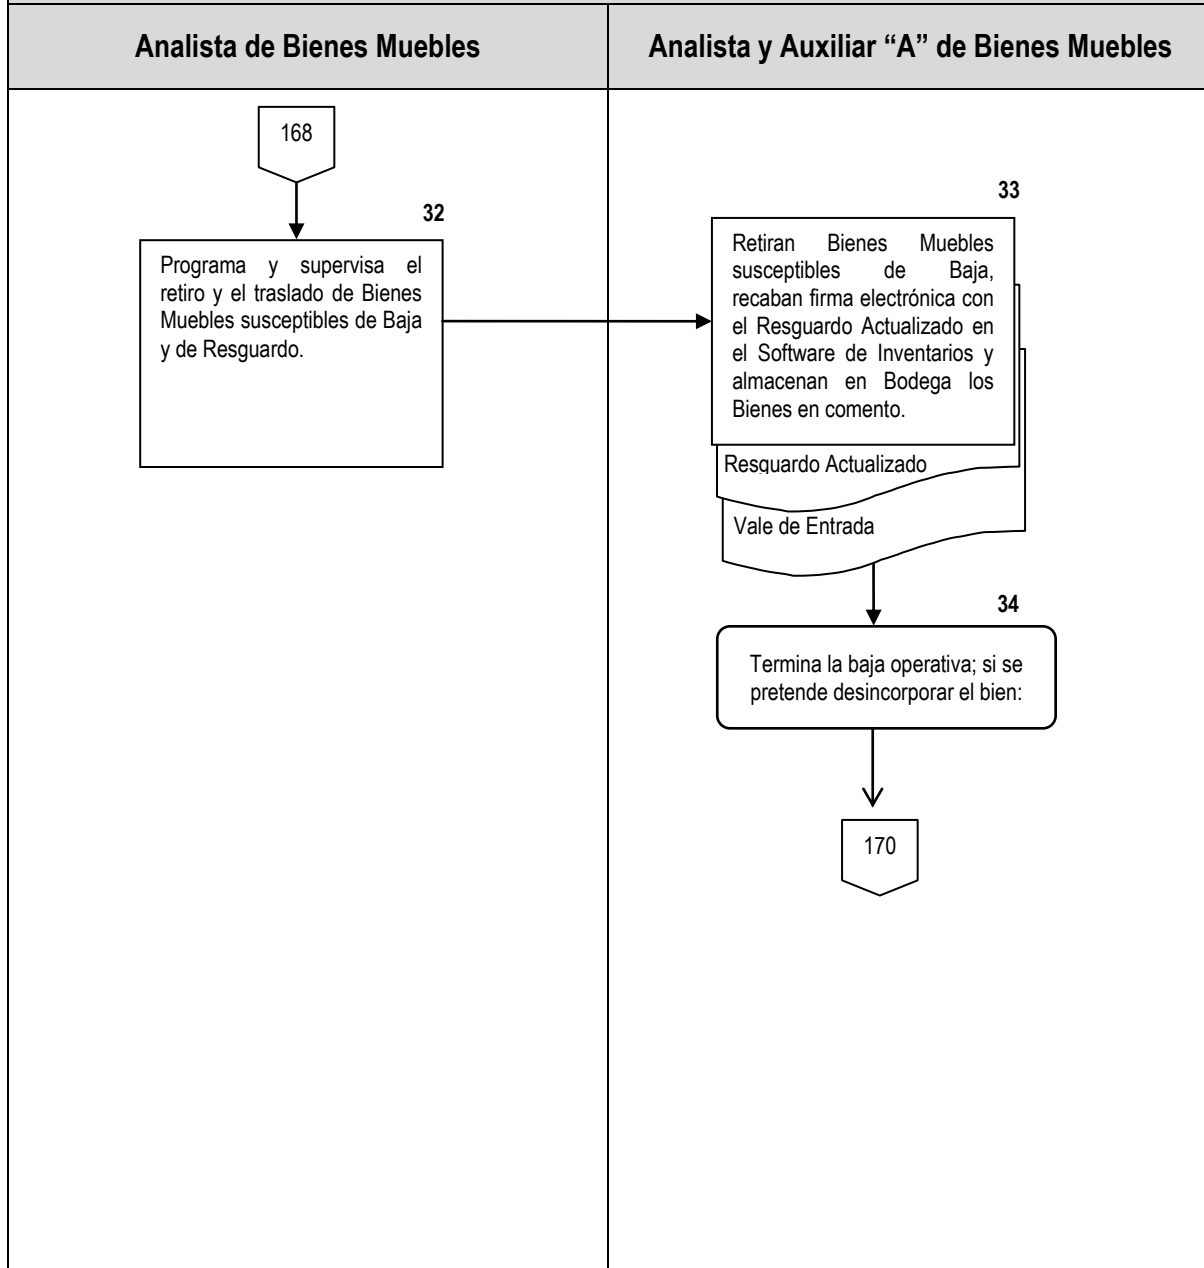 Analista de Bienes Muebles
Analista y Auxiliar “A” de Bienes Muebles
168
32
Programa y supervisa el
retiro y el traslado de Bienes
Muebles susceptibles de Baja
y de Resguardo.
33
Retiran Bienes Muebles
susceptibles de Baja,
recaban firma electrónica con
el Resguardo Actualizado en
el Software de Inventarios y
almacenan en Bodega los
Bienes en comento.
Resguardo Actualizado
Vale de Entrada
34
Termina la baja operativa; si se
pretende desincorporar el bien:
170